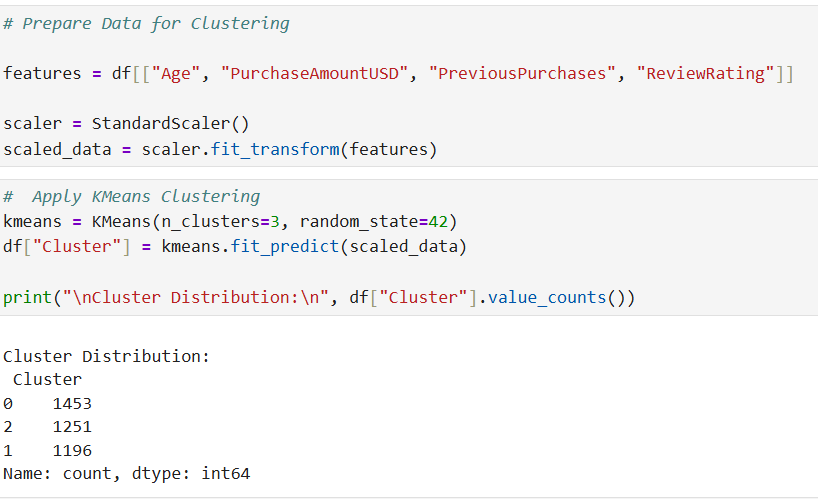 # Prepare Data for Clustering
features = df[["Age", "PurchaseAmountUSD", "PreviousPurchases", "ReviewRating"]]
scaler = StandardScaler()
scaled_data = scaler.fit_transform(features)
#  Apply KMeans Clustering
kmeans = KMeans(n_clusters=3, random_state=42)
df["Cluster"] = kmeans.fit_predict(scaled_data)
print("\nCluster Distribution:\n", df["Cluster"].value_counts())
Cluster Distribution:
 Cluster
0    1453
2    1251
1    1196
Name: count, dtype: int64